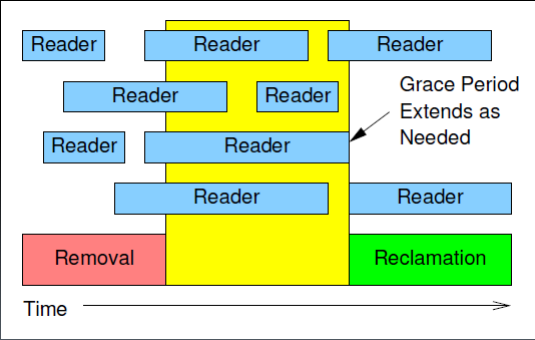 Reader
Reader
Reader
Reader
Reader
Grace Period
Extends as
Needed
Reader
Reader
Reader
Reader
Removal
Reclamation
Time